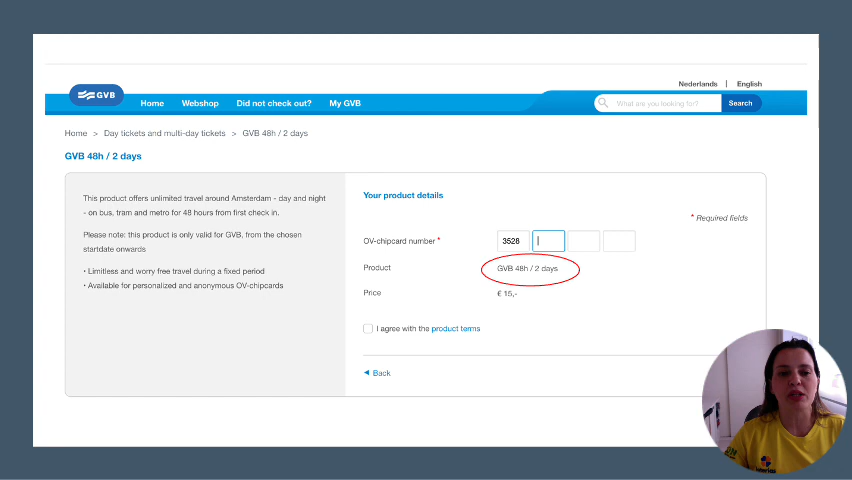 Nederlands | English
GVB
Home Webshop Did not check out? My GVB
What are you looking for? Search
Home > Day tickets and multi-day tickets > GVB 48h / 2 days
GVB 48h / 2 days
This product offers unlimited travel around Amsterdam - day and night
- on bus, tram and metro for 48 hours from first check in.
Please note: this product is only valid for GVB, from the chosen
startdate onwards.
• Limitless and worry free travel during a fixed period
• Available for personalized and anonymous OV-chipcards
Your product details
* Required fields
OV-chipcard number * 3528
Product GVB 48h / 2 days
Price € 15,-
I agree with the product terms
◄ Back